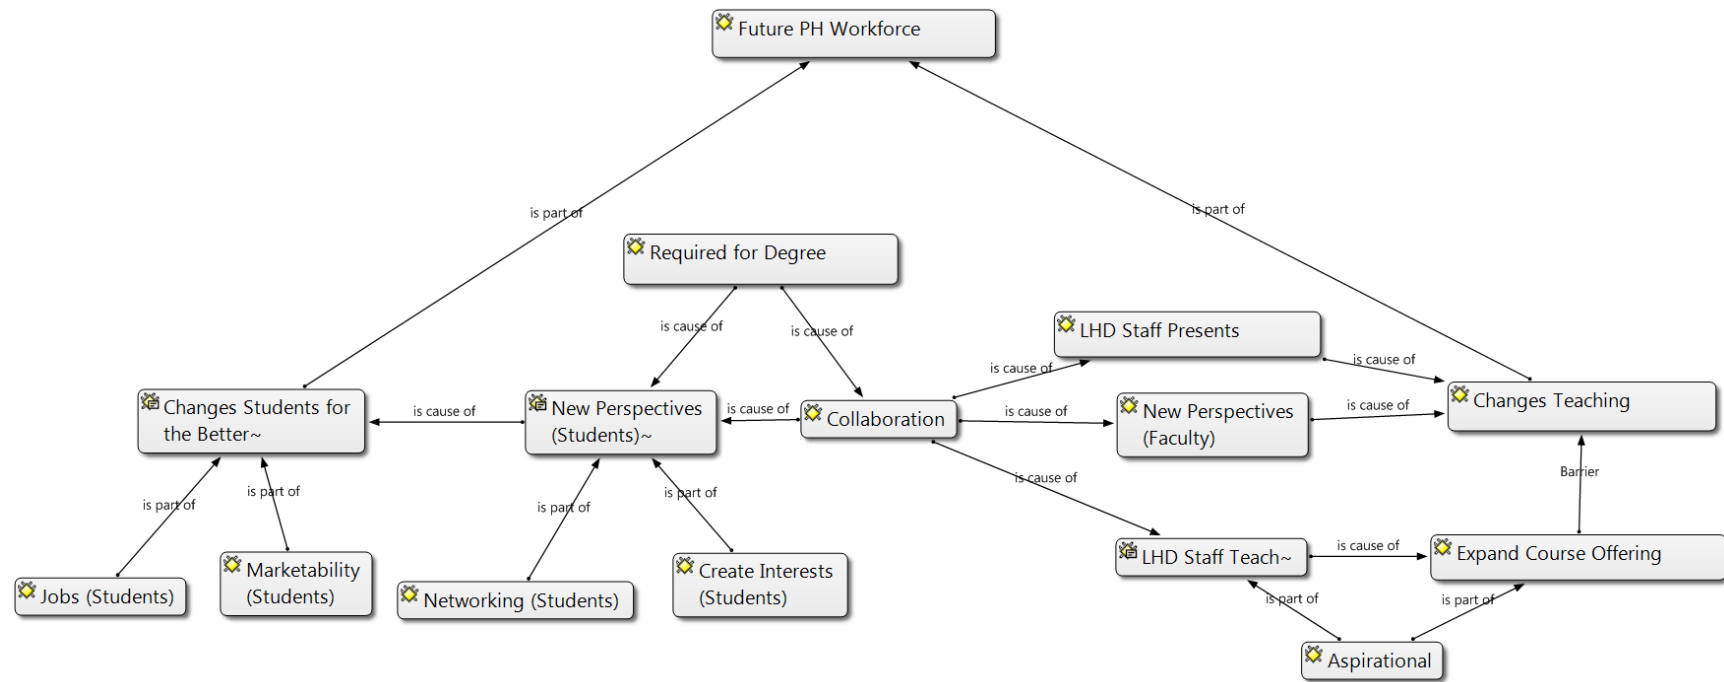 Future PH Workforce
is part of
is part of
Required for Degree
is cause of
is cause of
LHD Staff Presents
is cause of
is cause of
Changes Students for
the Better~
is cause of
New Perspectives
(Students)~
is cause of
Collaboration
is cause of
New Perspectives
(Faculty)
is cause of
Changes Teaching
is part of
is part of
is part of
is part of
is cause of
Barrier
Jobs (Students)
Marketability
(Students)
Networking (Students)
Create Interests
(Students)
LHD Staff Teach~
is cause of
Expand Course Offering
is part of
is part of
Aspirational